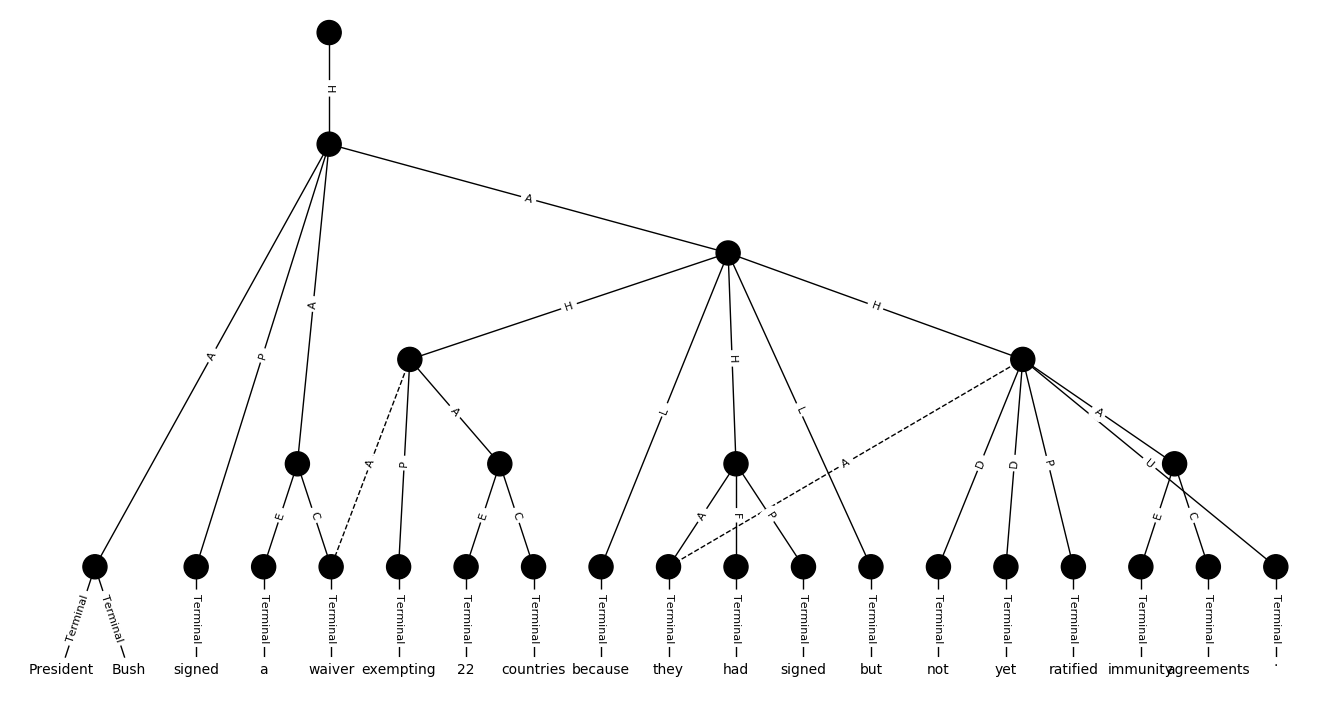 H
A
A
H
H
A
P
H
A
L
L
A
A
P
A
D
D
P
U
E
C
E
C
A
F
P
E
C
Terminal Terminal Terminal Terminal Terminal Terminal Terminal Terminal Terminal Terminal Terminal Terminal Terminal Terminal Terminal Terminal Terminal Terminal Terminal
President Bush signed a waiver exempting 22 countries because they had signed but not yet ratified immunity agreements .